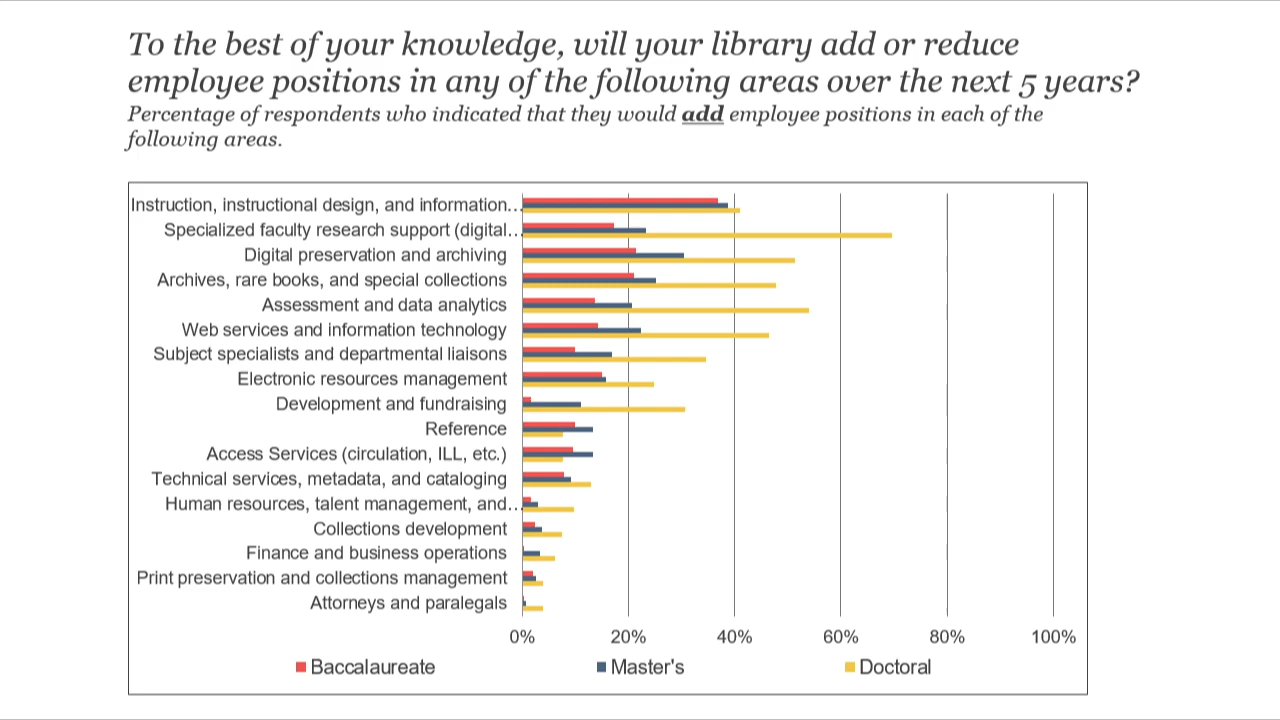 To the best of your knowledge, will your library add or reduce
employee positions in any of the following areas over the next 5 years?
Percentage of respondents who indicated that they would add employee positions in each of the
following areas.
Instruction, instructional design, and information...
Specialized faculty research support (digital...
Digital preservation and archiving
Archives, rare books, and special collections
Assessment and data analytics
Web services and information technology
Subject specialists and departmental liaisons
Electronic resources management
Development and fundraising
Reference
Access Services (circulation, ILL, etc.)
Technical services, metadata, and cataloging
Human resources, talent management, and...
Collections development
Finance and business operations
Print preservation and collections management
Attorneys and paralegals
0% 20% 40% 60% 80% 100%
Baccalaureate Master's Doctoral